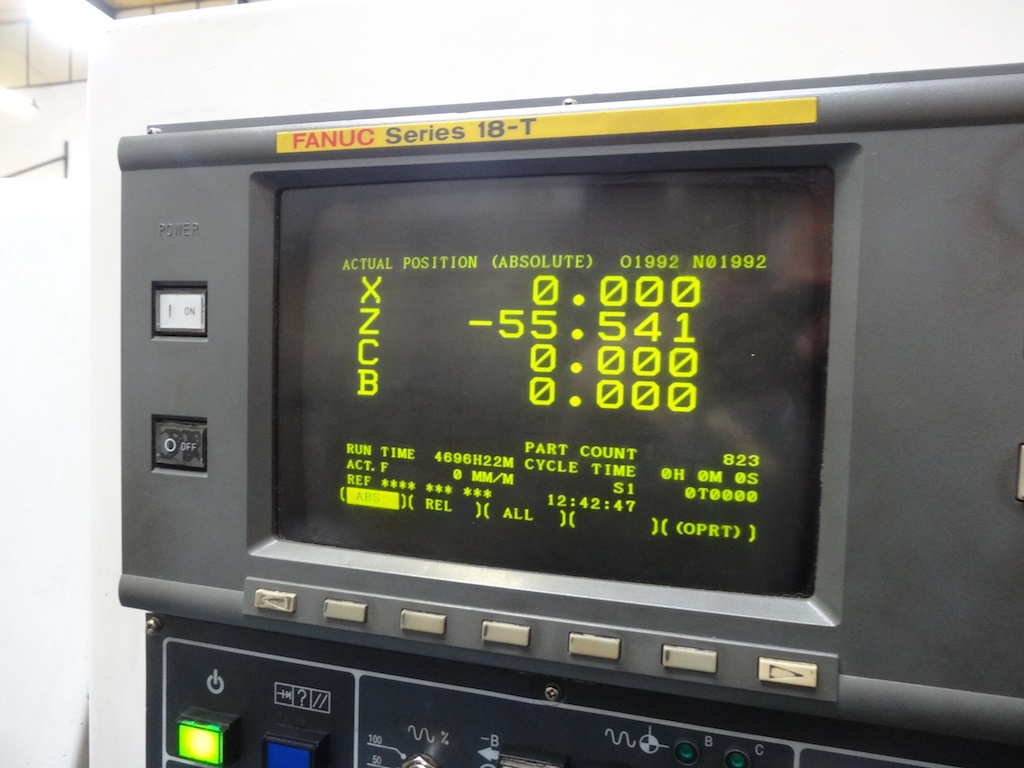 FANUC Series 18-T
POWER
ACTUAL POSITION (ABSOLUTE) O1992 N01992
X 0.000
Z -55.541
C 0.000
B 0.000
I ON
O OFF
RUN TIME 4696H22M PART COUNT 823
ACT.F 0 MM/M CYCLE TIME 0H 0M 0S
REF **** *** *** S1 0T0000
12:42:47
(ABS)( REL )( ALL )( )( (OPRT) )
?
//
100
50
%
-B
B
C